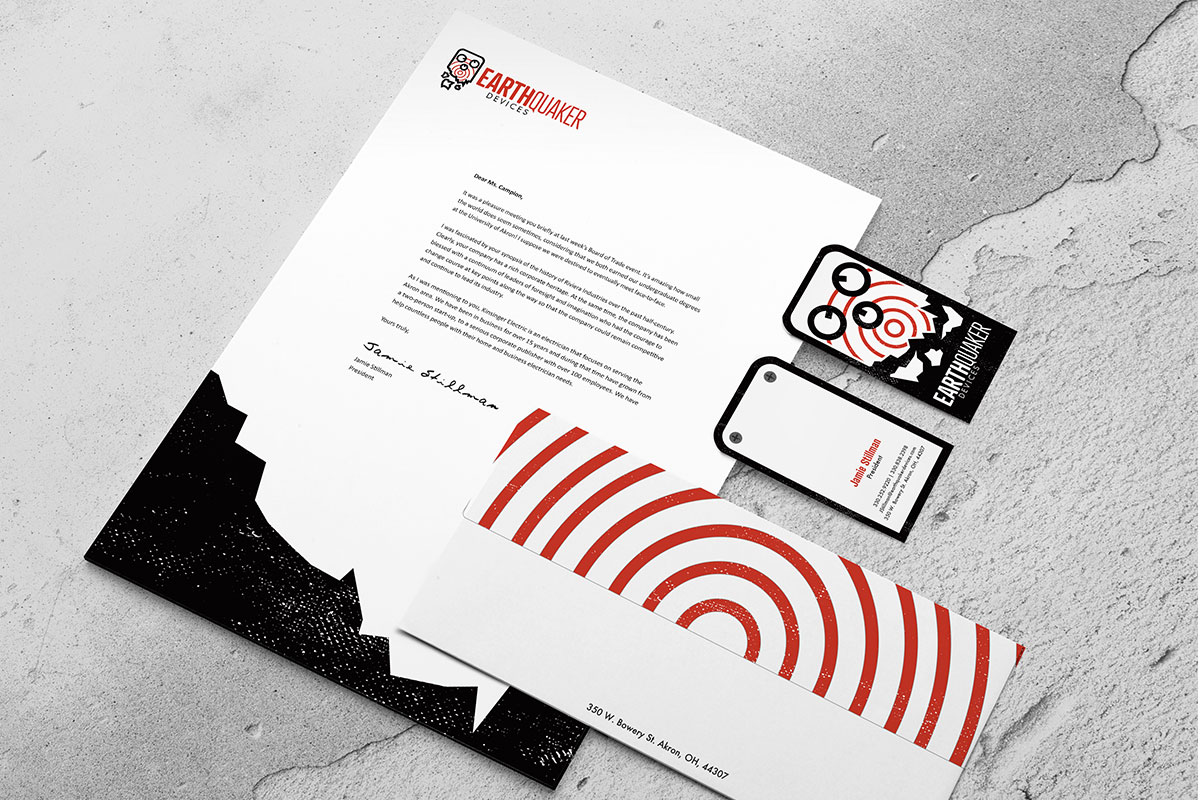 EARTHQUAKER
DEVICES
Dear Ms. Campion,
It was a pleasure meeting you briefly at last week's Board of Trade event. It's amazing how small
the world does seem sometimes, considering that we both earned our undergraduate degrees
at the University of Akron! I suppose we were destined to eventually meet face-to-face.
I was fascinated by your synopsis of the history of Riviera Industries over the past half-century.
Clearly, your company has a rich corporate heritage. At the same time, the company has been
blessed with a continuum of leaders of foresight and imagination who had the courage to
change course at key points along the way so that the company could remain competitive
and continue to lead its industry.
As I was mentioning to you, Kinsinger Electric is an electrician that focuses on serving the
Akron area. We have been in business for over 15 years and during that time have grown from
a two-person start-up, to a serious corporate publisher with over 100 employees. We have
help countless people with their home and business electrician needs.
Yours truly,
Jamie Stillman
Jamie Stillman
President
EARTHQUAKER
DEVICES
Jamie Stillman
President
330.252.9220 | 330.838.2298
jstillman@earthquakerdevices.com
350 W. Bowery St. Akron, OH, 44307
350 W. Bowery St. Akron, OH, 44307